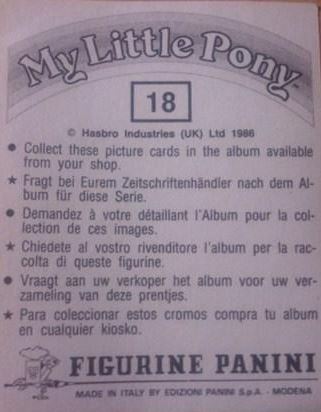 My Little Pony
18
© Hasbro Industries (UK) Ltd 1986
● Collect these picture cards in the album available
from your shop.
★ Fragt bei Eurem Zeitschriftenhändler nach dem Al-
bum für diese Serie.
● Demandez à votre détaillant l'Album pour la col-
lection de ces images.
★ Chiedete al vostro rivenditore l'album per la rac-
colta di queste figurine.
● Vraagt aan uw verkoper het album voor uw ver-
zameling van deze prentjes.
★ Para coleccionar estos cromos compra tu album
en cualquier kiosko.
FIGURINE PANINI
MADE IN ITALY BY EDIZIONI PANINI S.p.A. - MODENA